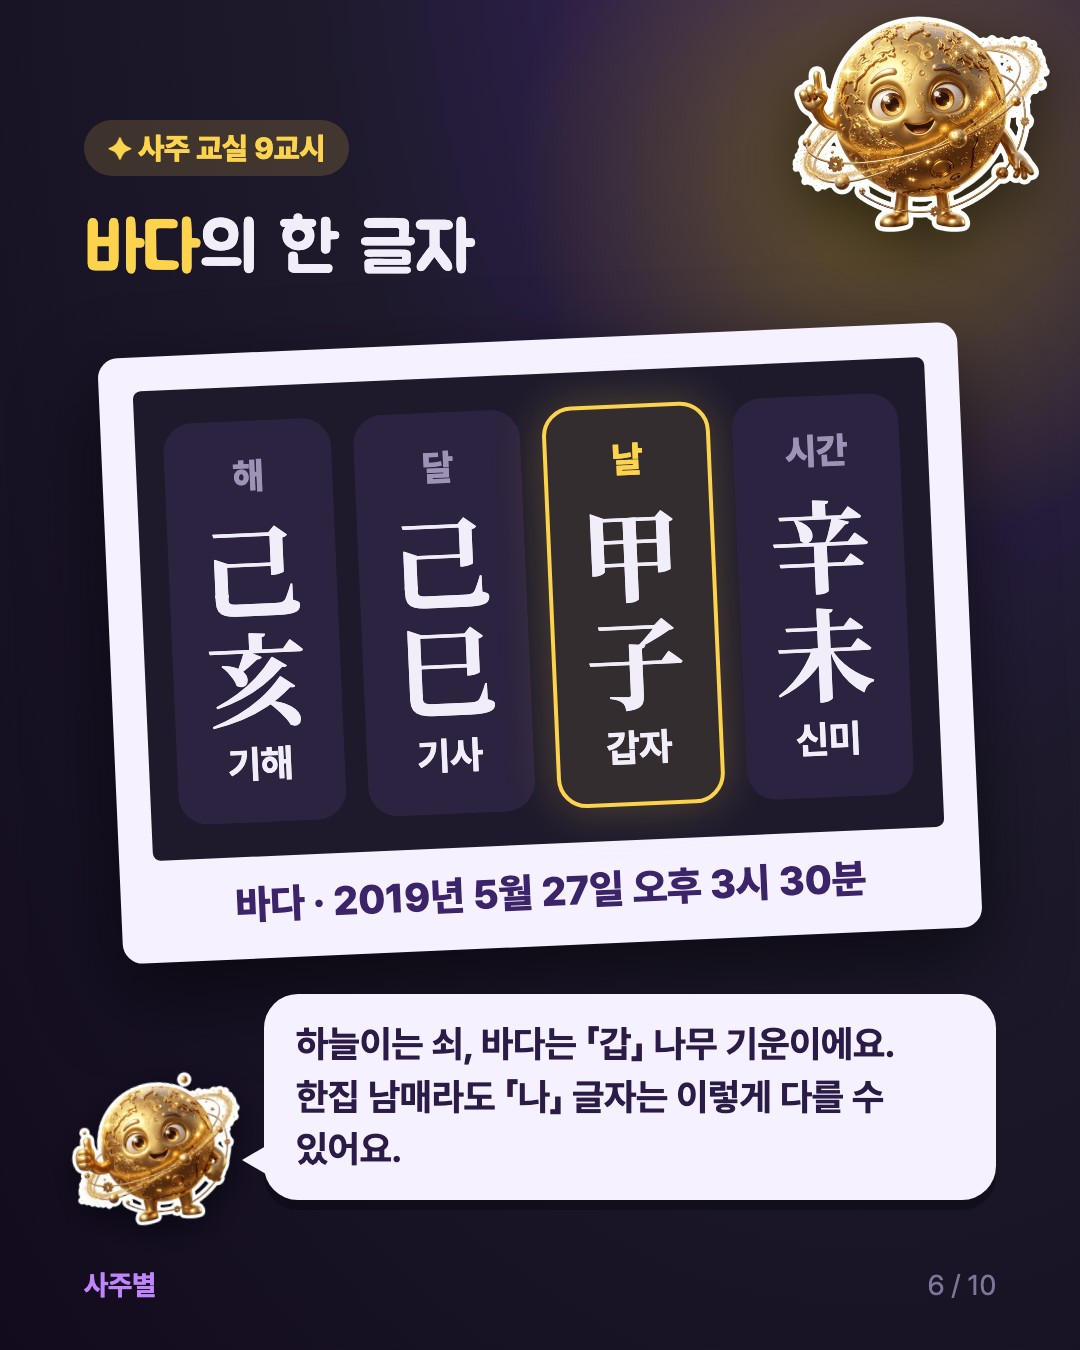 ✦ 사주 교실 9교시
바다의 한 글자
해
己
亥
기해
달
己
巳
기사
날
甲
子
갑자
시간
辛
未
신미
바다 · 2019년 5월 27일 오후 3시 30분
하늘이는 쇠, 바다는 「갑」 나무 기운이에요.
한집 남매라도 「나」 글자는 이렇게 다를 수
있어요.
사주별
6 / 10